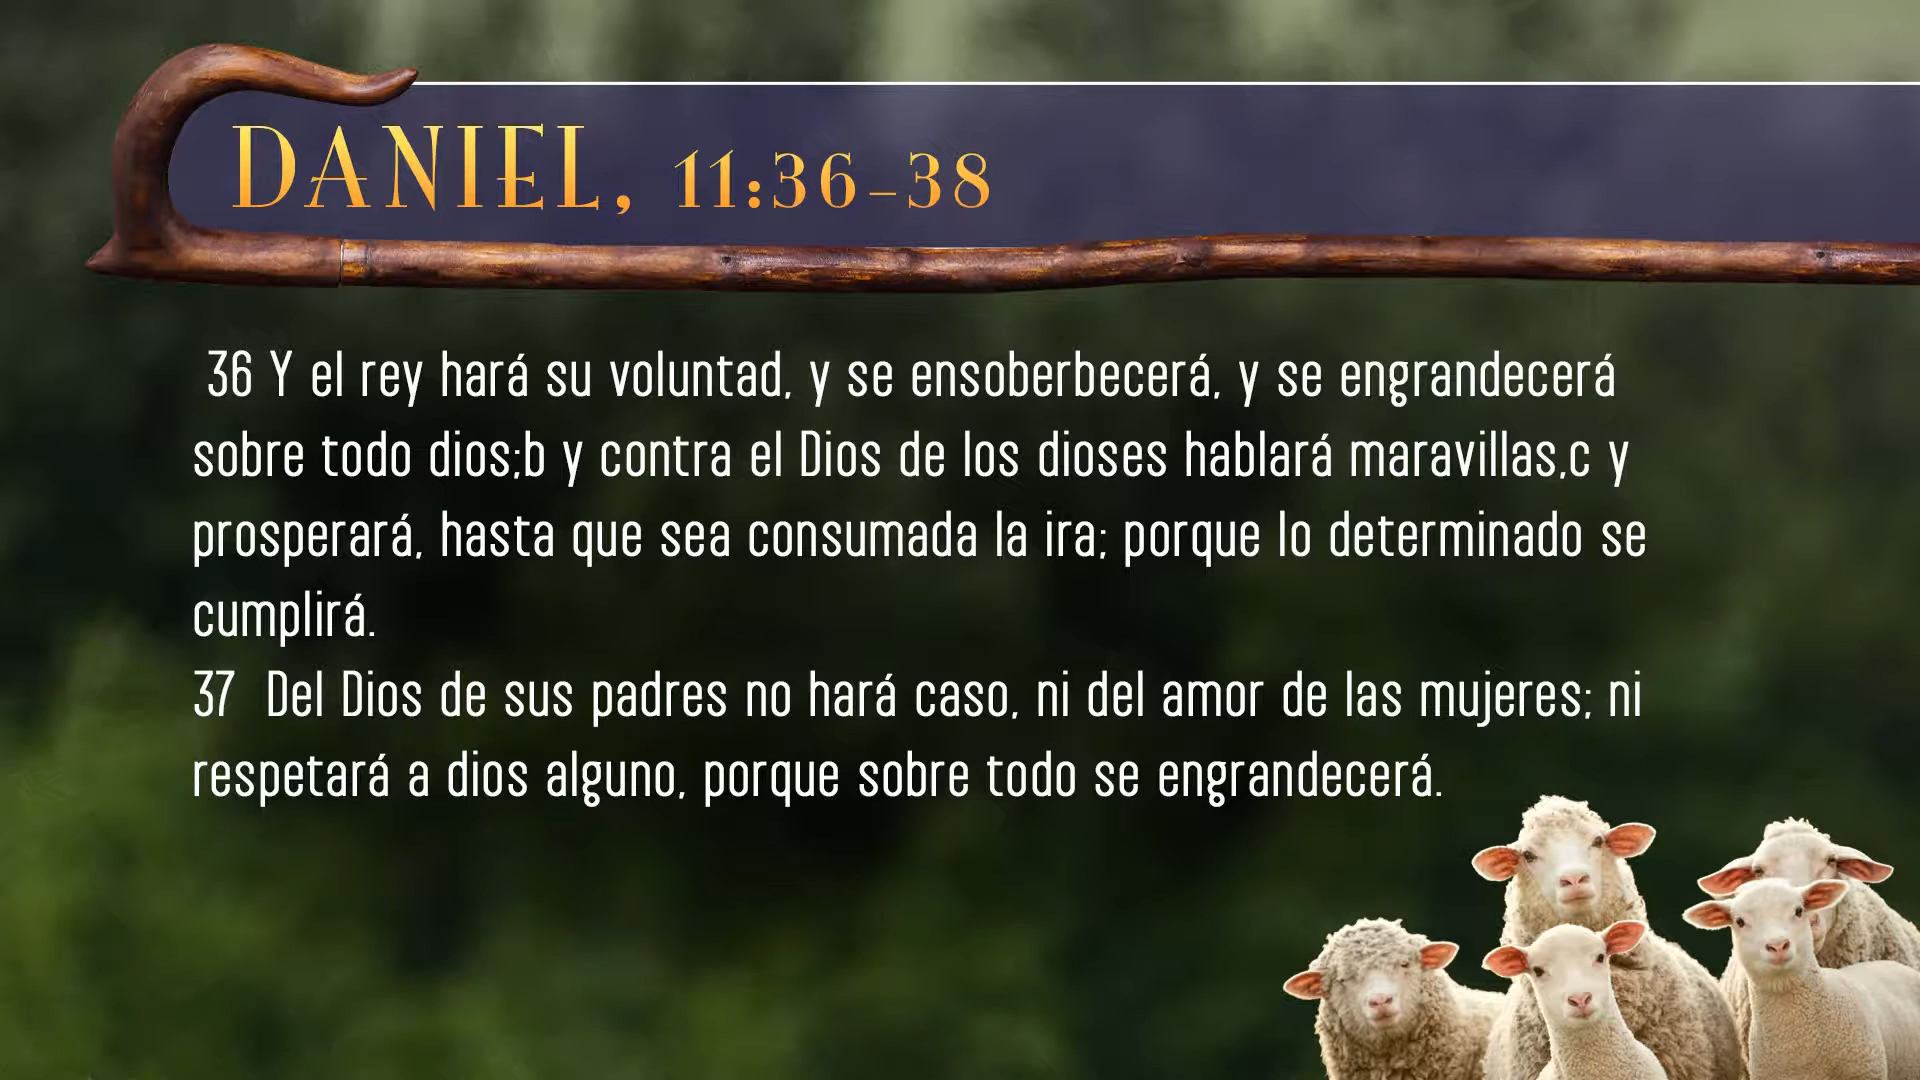 DANIEL, 11:36-38
36 Y el rey hará su voluntad, y se ensoberbecerá, y se engrandecerá
sobre todo dios;b y contra el Dios de los dioses hablará maravillas,c y
prosperará, hasta que sea consumada la ira; porque lo determinado se
cumplirá.
37 Del Dios de sus padres no hará caso, ni del amor de las mujeres; ni
respetará a dios alguno, porque sobre todo se engrandecerá.